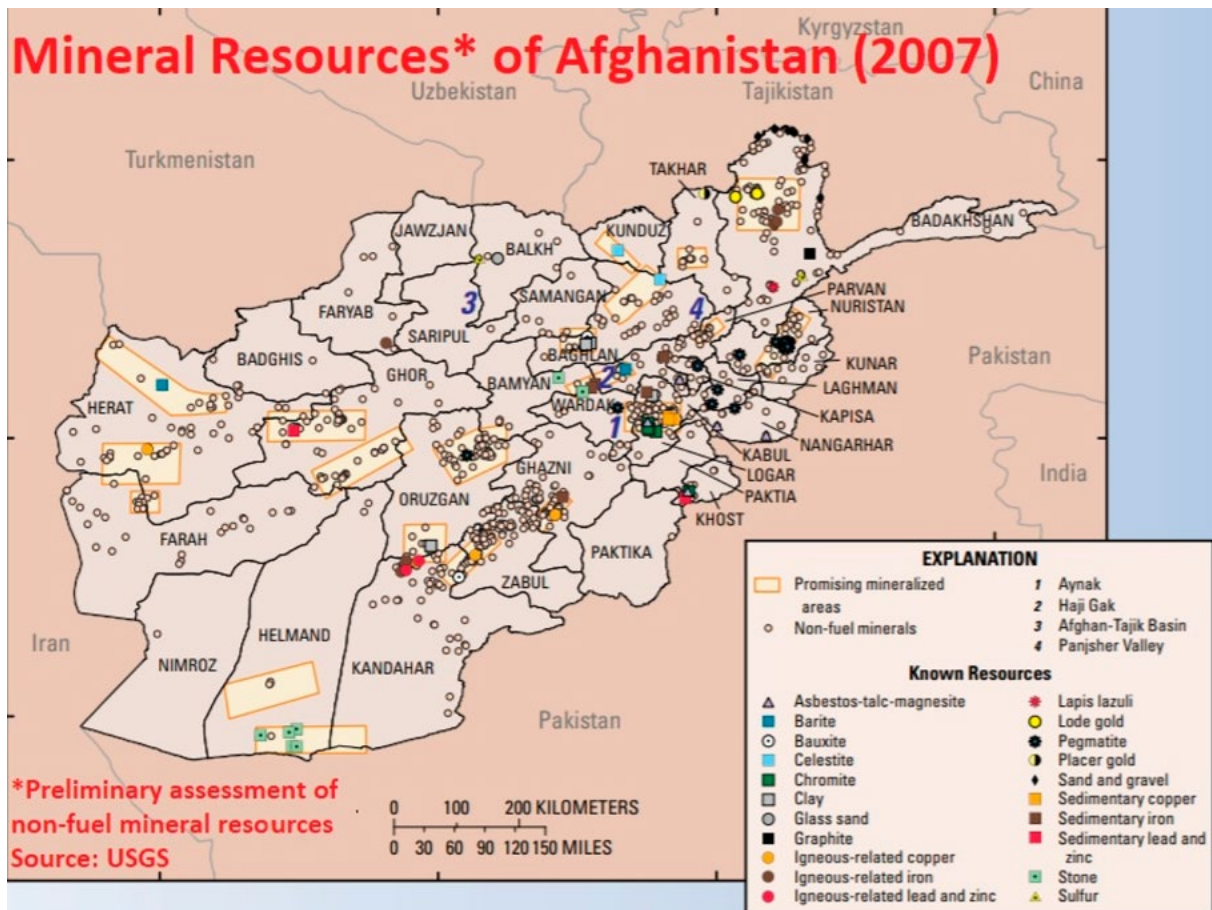 Mineral Resources* of Afghanistan (2007)
Kyrgyzstan
China
Uzbekistan
Tajikistan
Turkmenistan
TAKHAR
BADAKHSHAN
JAWZJAN
BALKH
KUNDUZ
PARVAN
NURISTAN
3
SAMANGAN
4
FARYAB
SARIPUL
BADGHIS
BAGHLAN
KUNAR
Pakistan
GHOR
BAMYAN
2
LAGHMAN
HERAT
WARDAK
KAPISA
1
NANGARHAR
KABUL
LOGAR
India
GHAZNI
PAKTIA
ORUZGAN
KHOST
FARAH
PAKTIKA
ZABUL
Iran
HELMAND
NIMROZ
KANDAHAR
Pakistan
*Preliminary assessment of
non-fuel mineral resources
Source: USGS
0 100 200 KILOMETERS
0 30 60 90 120 150 MILES
EXPLANATION
Promising mineralized
areas
Non-fuel minerals
1 Aynak
2 Haji Gak
3 Afghan-Tajik Basin
4 Panjsher Valley
Known Resources
Asbestos-talc-magnesite
Barite
Bauxite
Celestite
Chromite
Clay
Glass sand
Graphite
Igneous-related copper
Igneous-related iron
Igneous-related lead and zinc
Lapis lazuli
Lode gold
Pegmatite
Placer gold
Sand and gravel
Sedimentary copper
Sedimentary iron
Sedimentary lead and
zinc
Stone
Sulfur